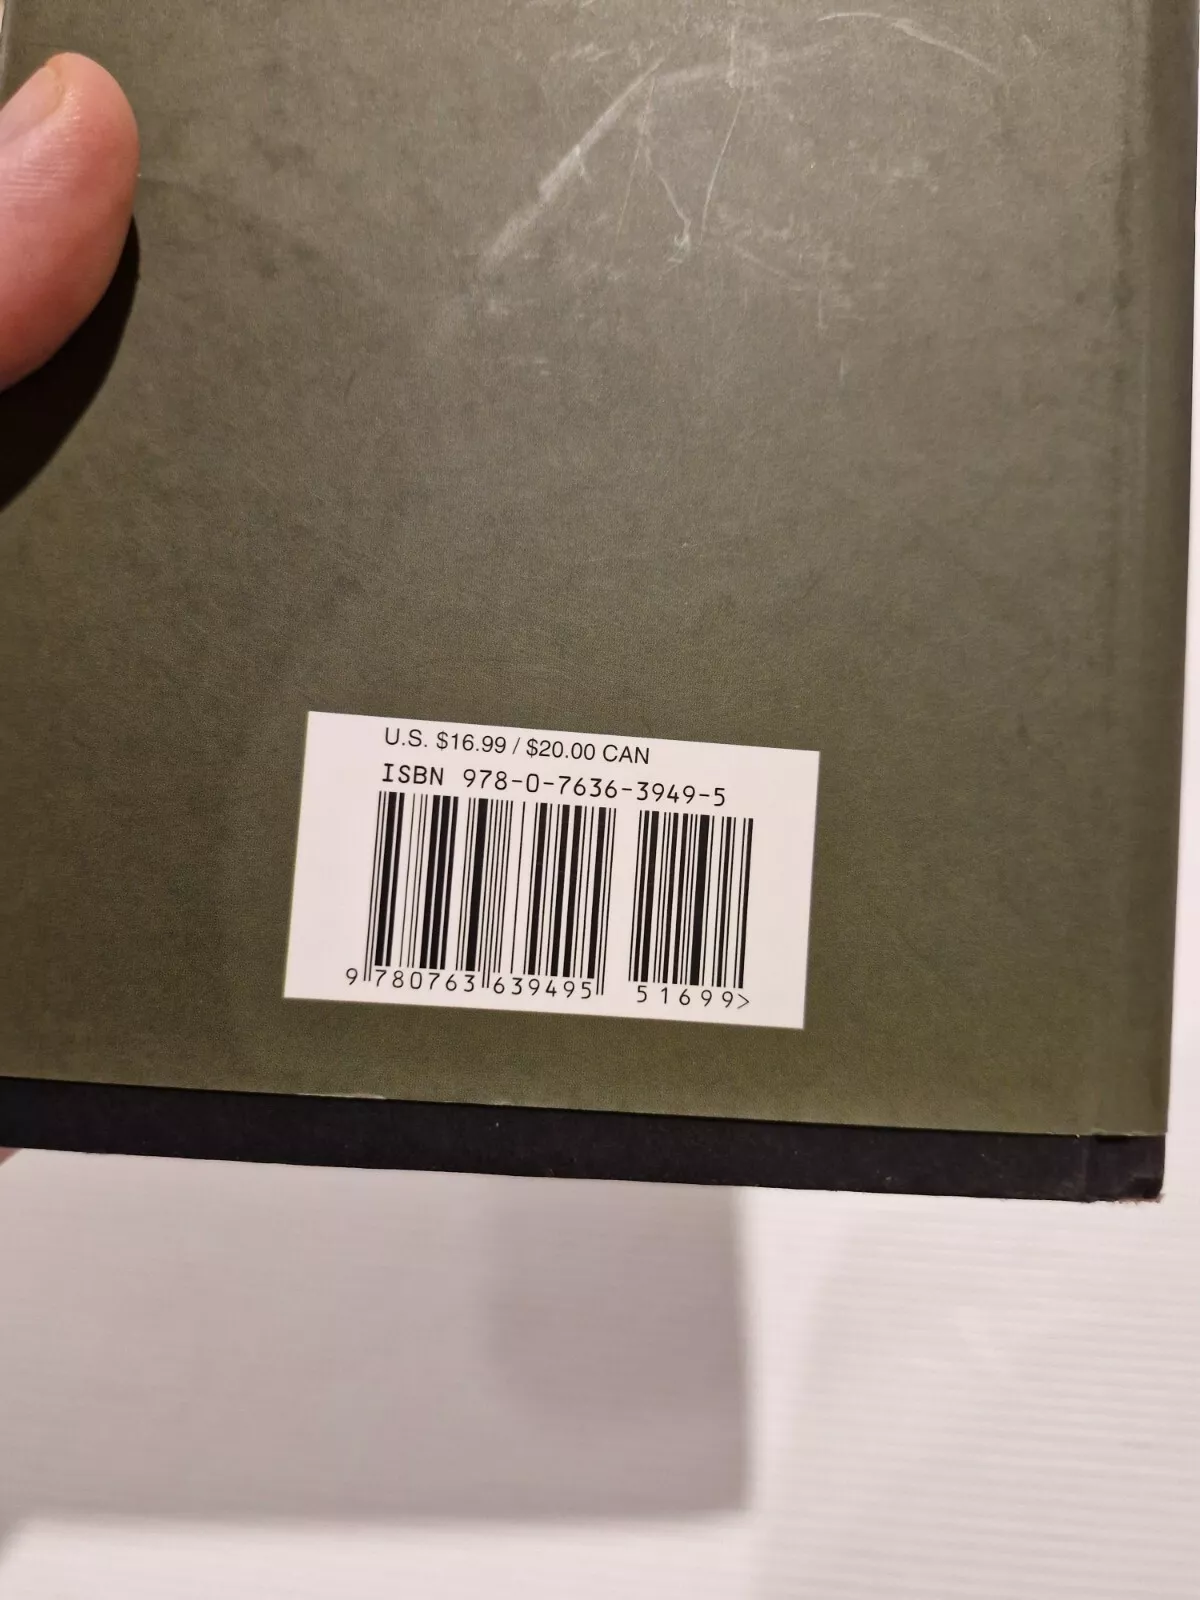 U.S. $16.99 / $20.00 CAN
ISBN 978-0-7636-3949-5
9 780763 639495 51699>